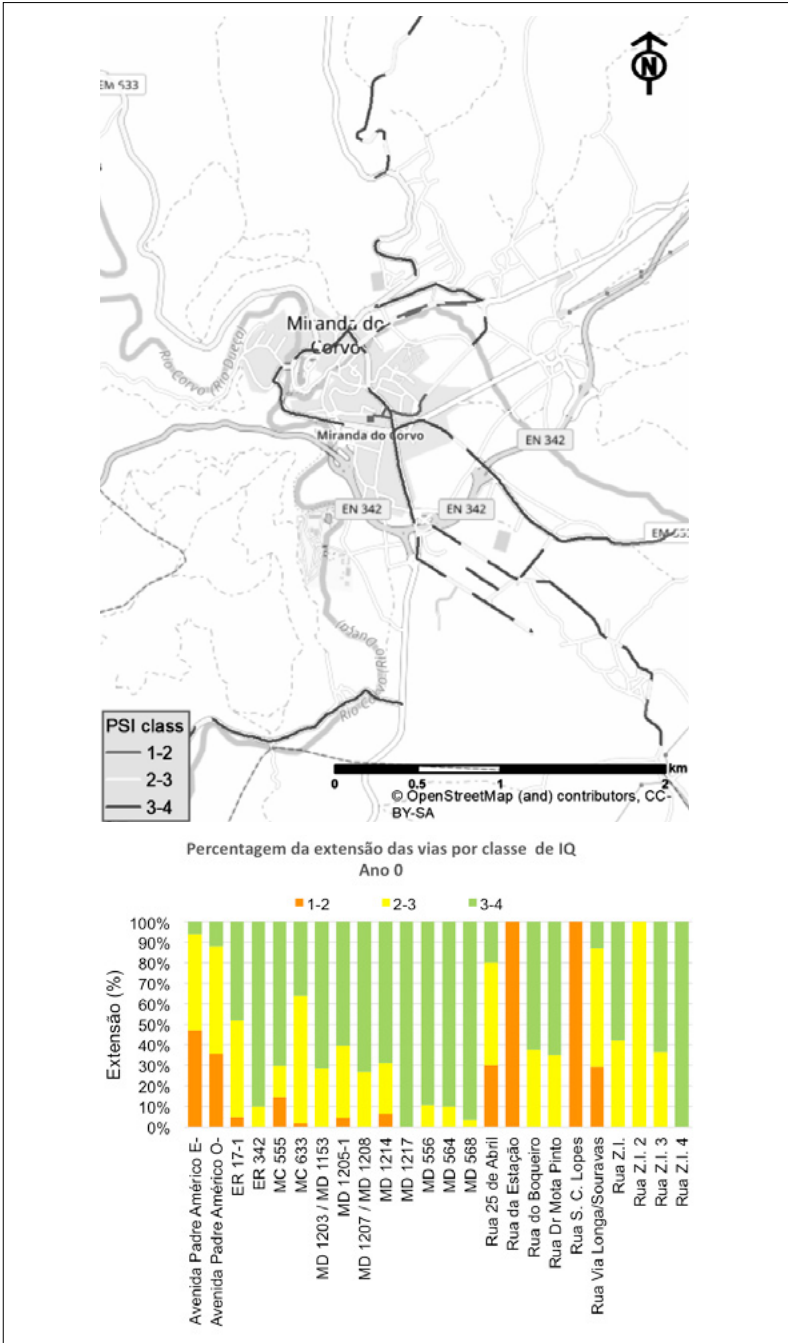 N
EM 533
Miranda do
Corvo
Rio Corvo (Rio Dueça)
Miranda do Corvo
EN 342
EN 342
EN 342
Rio Corvo (Rio
Dueça)
PSI class
1-2
2-3
3-4
0 0.5 1 2 km
© OpenStreetMap (and) contributors, CC-
BY-SA
Percentagem da extensão das vias por classe de IQ
Ano 0
1-2 2-3 3-4
Extensão (%)
100%
90%
80%
70%
60%
50%
40%
30%
20%
10%
0%
Avenida Padre Américo E-
Avenida Padre Américo O-
ER 17-1
ER 342
MC 555
MC 633
MD 1203 / MD 1153
MD 1205-1
MD 1207 / MD 1208
MD 1214
MD 1217
MD 556
MD 564
MD 568
Rua 25 de Abril
Rua da Estação
Rua do Boqueiro
Rua Dr Mota Pinto
Rua S. C. Lopes
Rua Via Longa/Souravas
Rua Z.I.
Rua Z.I. 2
Rua Z.I. 3
Rua Z.I. 4